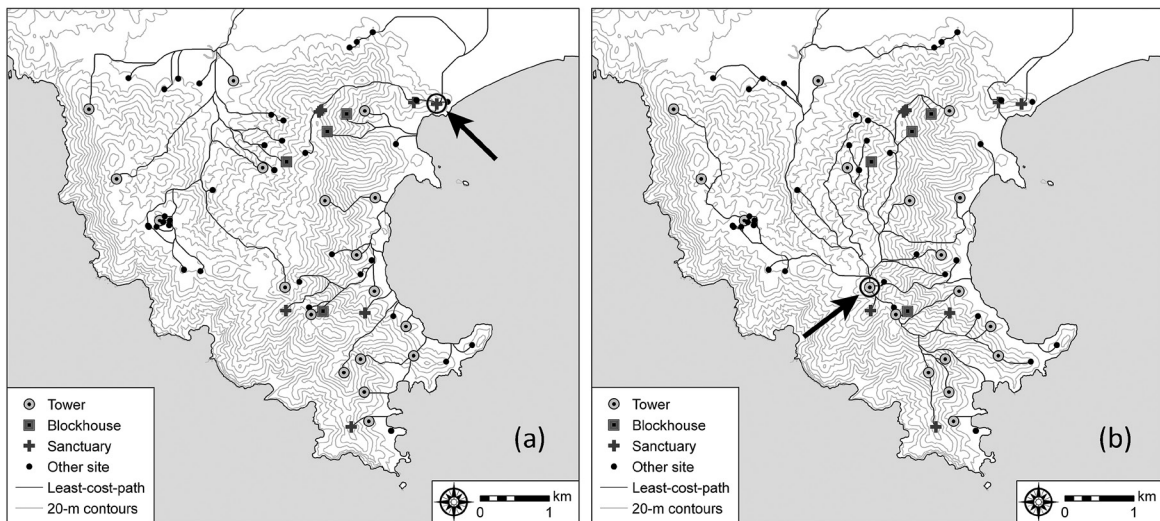 (a)
Tower
Blockhouse
Sanctuary
Other site
Least-cost-path
20-m contours
km
0 1
(b)
Tower
Blockhouse
Sanctuary
Other site
Least-cost-path
20-m contours
km
0 1